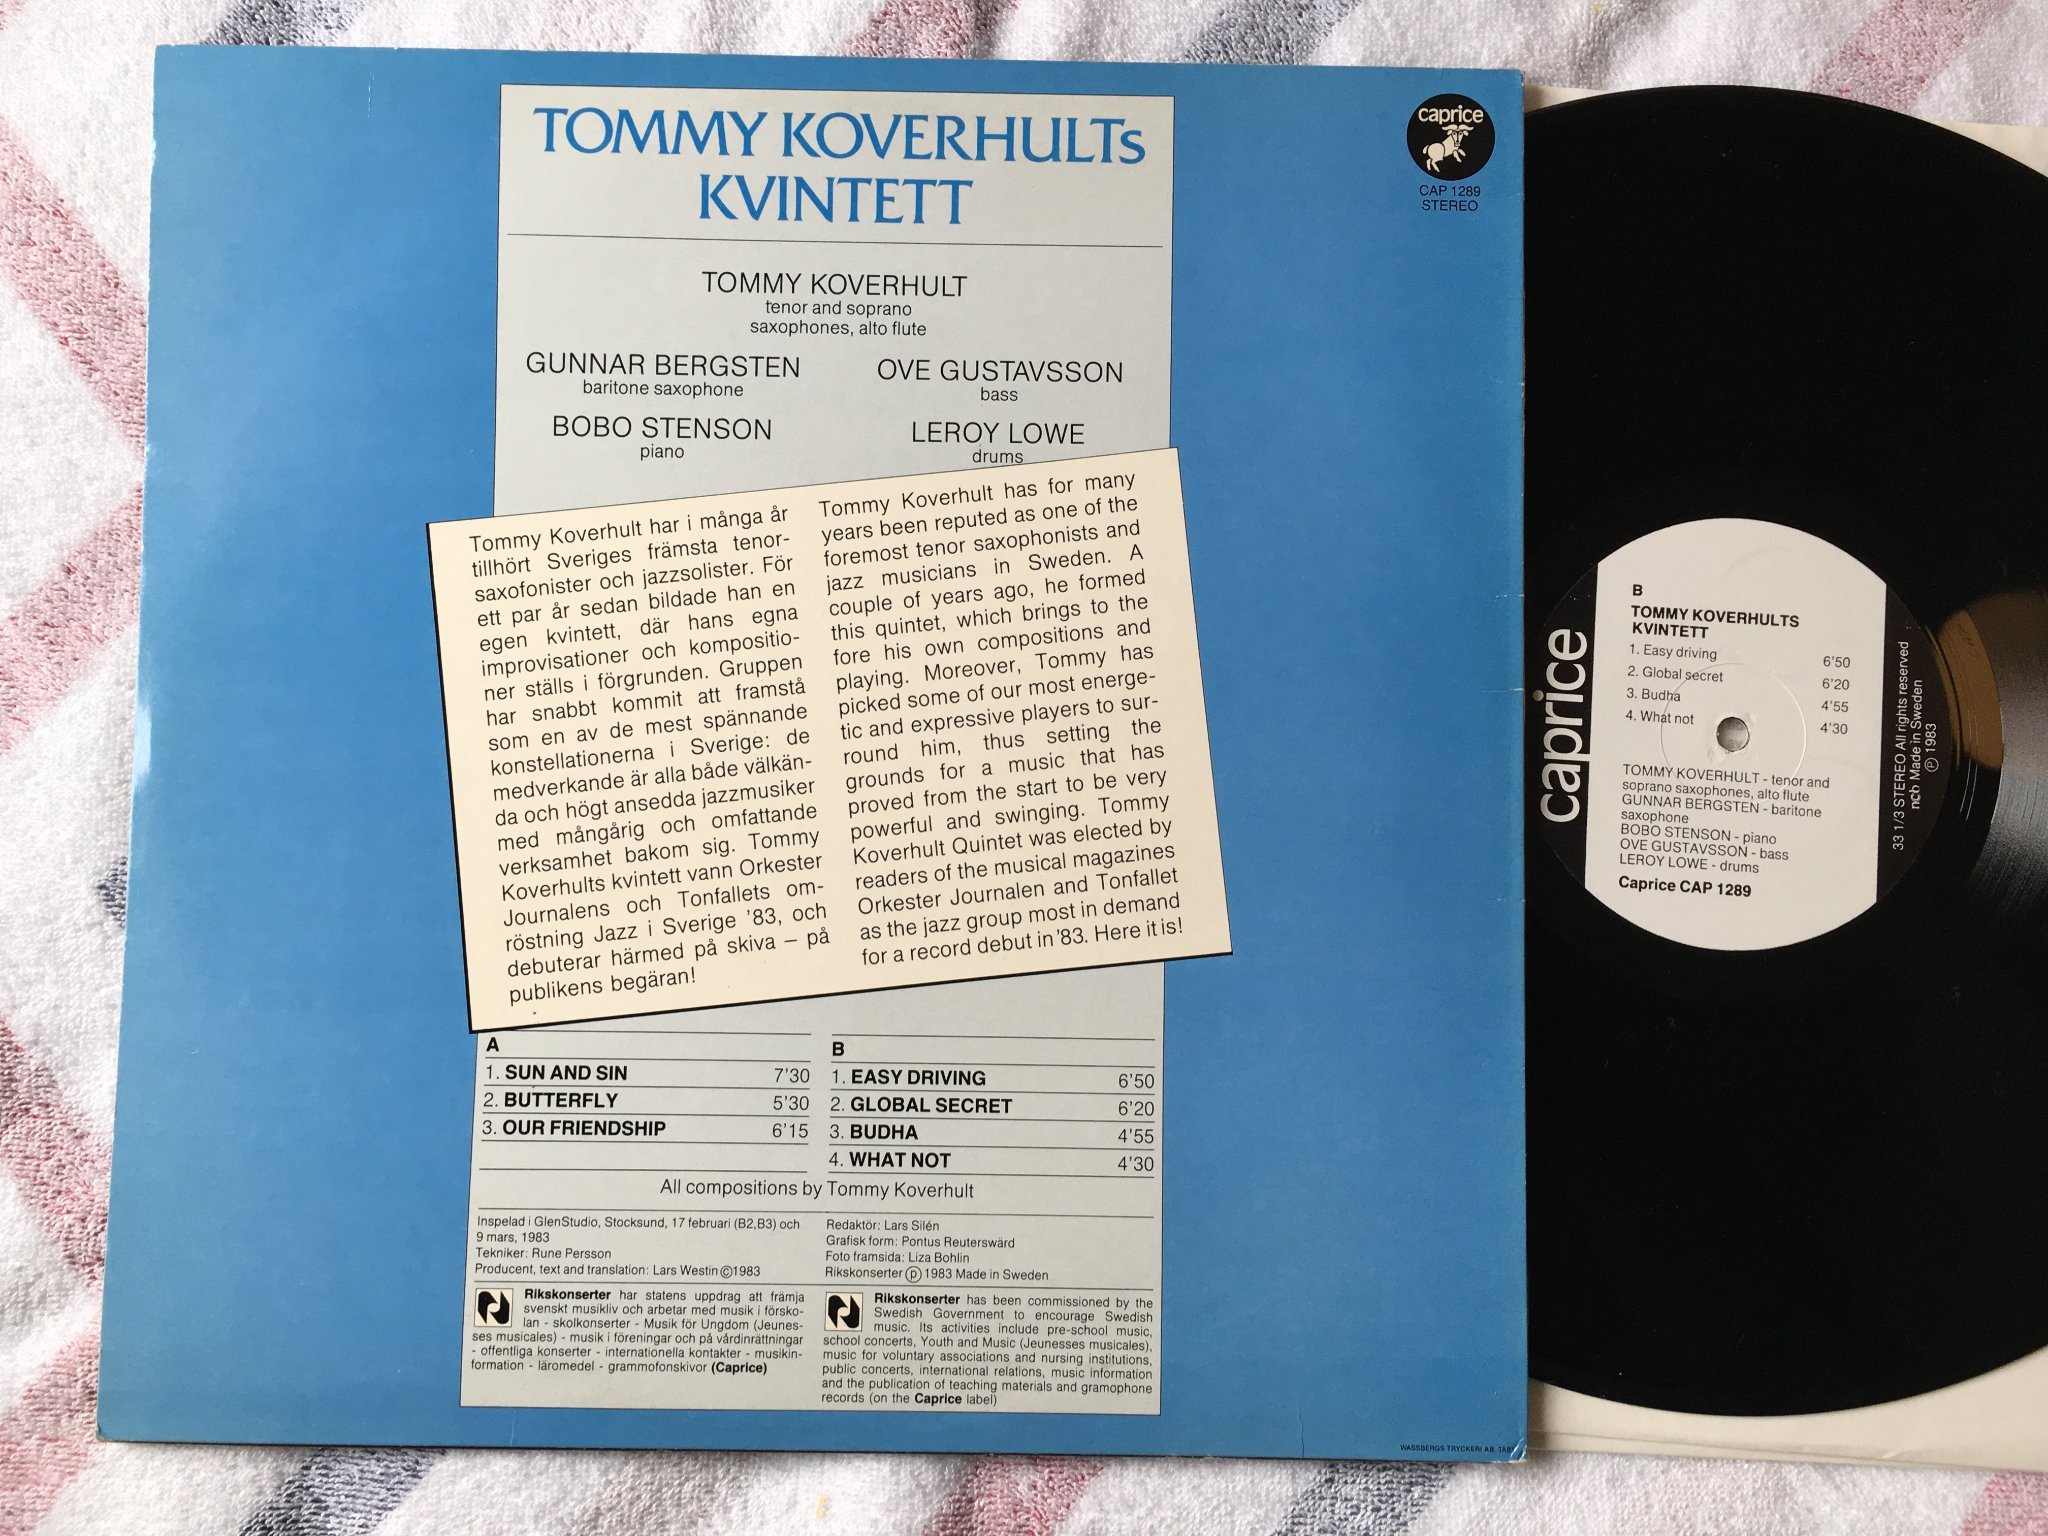 TOMMY KOVERHULTs
KVINTETT
caprice
CAP 1289
STEREO
TOMMY KOVERHULT
tenor and soprano
saxophones, alto flute
GUNNAR BERGSTEN
baritone saxophone
OVE GUSTAVSSON
bass
BOBO STENSON
piano
LEROY LOWE
drums
Tommy Koverhult har i många år
tillhört Sveriges främsta tenor-
saxofonister och jazzsolister. För
ett par år sedan bildade han en
egen kvintett, där hans egna
improvisationer och kompositio-
ner ställs i förgrunden. Gruppen
har snabbt kommit att framstå
som en av de mest spännande
konstellationerna i Sverige: de
medverkande är alla både välkän-
da och högt ansedda jazzmusiker
med mångårig och omfattande
verksamhet bakom sig. Tommy
Koverhults kvintett vann Orkester
Journalens och Tonfallets om-
röstning Jazz i Sverige '83, och
debuterar härmed på skiva – på
publikens begäran!
Tommy Koverhult has for many
years been reputed as one of the
foremost tenor saxophonists and
jazz musicians in Sweden. A
couple of years ago, he formed
this quintet, which brings to the
fore his own compositions and
playing. Moreover, Tommy has
picked some of our most energe-
tic and expressive players to sur-
round him, thus setting the
grounds for a music that has
proved from the start to be very
powerful and swinging. Tommy
Koverhult Quintet was elected by
readers of the musical magazines
Orkester Journalen and Tonfallet
as the jazz group most in demand
for a record debut in '83. Here it is!
A
1. SUN AND SIN 7'30
2. BUTTERFLY 5'30
3. OUR FRIENDSHIP 6'15
B
1. EASY DRIVING 6'50
2. GLOBAL SECRET 6'20
3. BUDHA 4'55
4. WHAT NOT 4'30
All compositions by Tommy Koverhult
Inspelad i GlenStudio, Stocksund, 17 februari (B2,B3) och
9 mars, 1983
Tekniker: Rune Persson
Producent, text and translation: Lars Westin ©1983
Redaktör: Lars Silén
Grafisk form: Pontus Reuterswärd
Foto framsida: Liza Bohlin
Rikskonserter ℗ 1983 Made in Sweden
Rikskonserter har statens uppdrag att främja
svenskt musikliv och arbetar med musik i försko-
lan - skolkonserter - Musik för Ungdom (Jeunes-
ses musicales) - musik i föreningar och på vårdinrättningar
- offentliga konserter - internationella kontakter - musikin-
formation - läromedel - grammofonskivor (Caprice)
Rikskonserter has been commissioned by the
Swedish Government to encourage Swedish
music. Its activities include pre-school music,
school concerts, Youth and Music (Jeunesses musicales),
music for voluntary associations and nursing institutions,
public concerts, international relations, music information
and the publication of teaching materials and gramophone
records (on the Caprice label)
WASSBERGS TRYCKERI AB, TÄBY
caprice
B
TOMMY KOVERHULTS
KVINTETT
1. Easy driving 6'50
2. Global secret 6'20
3. Budha 4'55
4. What not 4'30
TOMMY KOVERHULT - tenor and
soprano saxophones, alto flute
GUNNAR BERGSTEN - baritone
saxophone
BOBO STENSON - piano
OVE GUSTAVSSON - bass
LEROY LOWE - drums
Caprice CAP 1289
33 1/3 STEREO All rights reserved
ncb Made in Sweden
℗ 1983